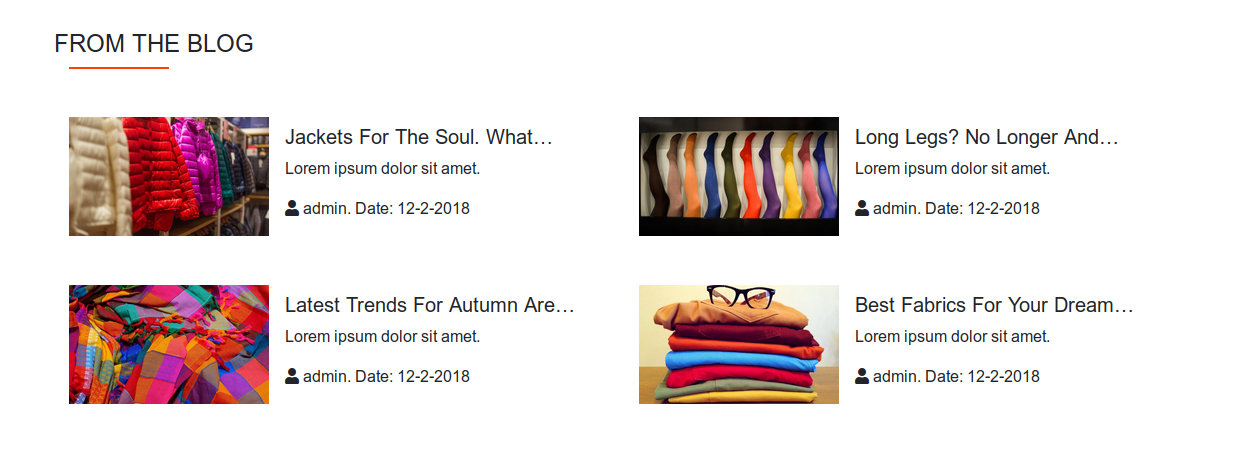 FROM THE BLOG
Jackets For The Soul. What…
Lorem ipsum dolor sit amet.
admin. Date: 12-2-2018
Long Legs? No Longer And…
Lorem ipsum dolor sit amet.
admin. Date: 12-2-2018
Latest Trends For Autumn Are…
Lorem ipsum dolor sit amet.
admin. Date: 12-2-2018
Best Fabrics For Your Dream…
Lorem ipsum dolor sit amet.
admin. Date: 12-2-2018